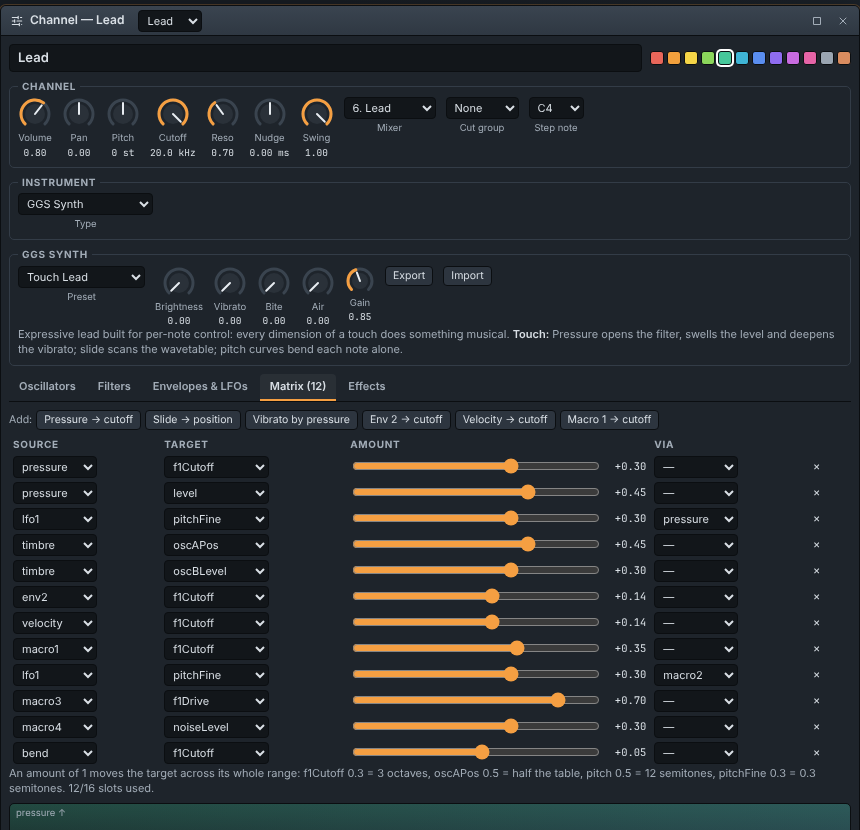 Channel — Lead Lead
Lead
CHANNEL
Volume Pan Pitch Cutoff Reso Nudge Swing
0.80 0.00 0 st 20.0 kHz 0.70 0.00 ms 1.00
6. Lead None C4
Mixer Cut group Step note
INSTRUMENT
GGS Synth
Type
GGS SYNTH
Touch Lead
Preset
Brightness Vibrato Bite Air Gain
0.00 0.00 0.00 0.00 0.85
Export Import
Expressive lead built for per-note control: every dimension of a touch does something musical. Touch: Pressure opens the filter, swells the level and deepens
the vibrato; slide scans the wavetable; pitch curves bend each note alone.
Oscillators Filters Envelopes & LFOs Matrix (12) Effects
Add: Pressure → cutoff Slide → position Vibrato by pressure Env 2 → cutoff Velocity → cutoff Macro 1 → cutoff
SOURCE TARGET AMOUNT VIA
pressure f1Cutoff +0.30 — ×
pressure level +0.45 — ×
lfo1 pitchFine +0.30 pressure ×
timbre oscAPos +0.45 — ×
timbre oscBLevel +0.30 — ×
env2 f1Cutoff +0.14 — ×
velocity f1Cutoff +0.14 — ×
macro1 f1Cutoff +0.35 — ×
lfo1 pitchFine +0.30 macro2 ×
macro3 f1Drive +0.70 — ×
macro4 noiseLevel +0.30 — ×
bend f1Cutoff +0.05 — ×
An amount of 1 moves the target across its whole range: f1Cutoff 0.3 = 3 octaves, oscAPos 0.5 = half the table, pitch 0.5 = 12 semitones, pitchFine 0.3 = 0.3
semitones. 12/16 slots used.
pressure ↑